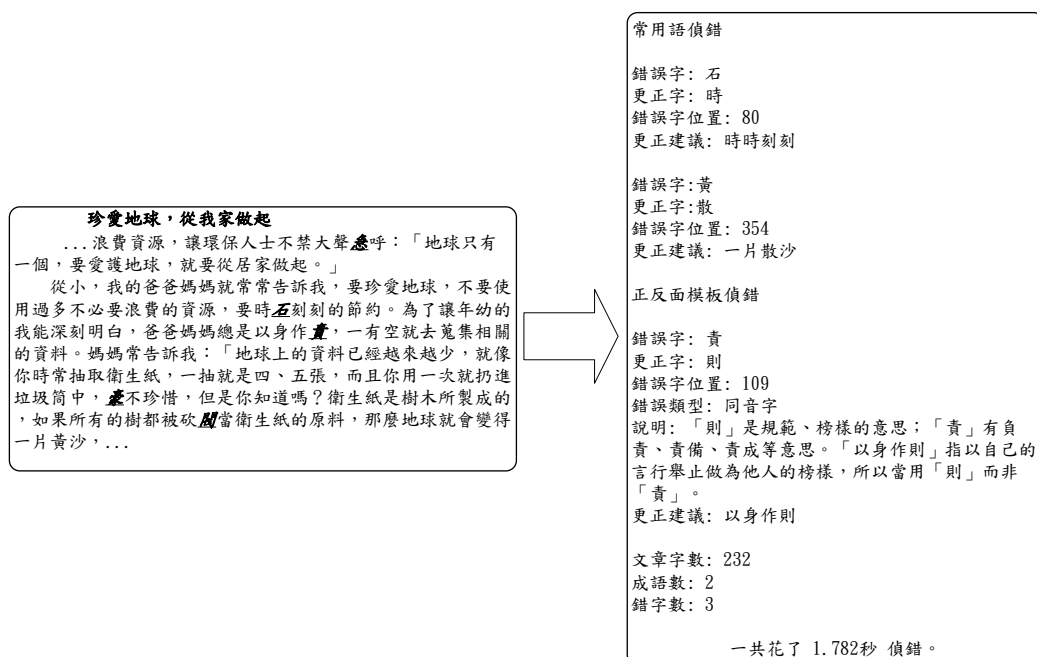 珍愛地球，從我家做起
...浪費資源，讓環保人士不禁大聲急呼：「地球只有
一個，要愛護地球，就要從居家做起。」
從小，我的爸爸媽媽就常常告訴我，要珍愛地球，不要使
用過多不必要浪費的資源，要時石刻刻的節約。為了讓年幼的
我能深刻明白，爸爸媽媽總是以身作責，一有空就去蒐集相關
的資料。媽媽常告訴我：「地球上的資料已經越來越少，就像
你時常抽取衛生紙，一抽就是四、五張，而且你用一次就扔進
垃圾筒中，豪不珍惜，但是你知道嗎？衛生紙是樹木所製成的
，如果所有的樹都被砍閥當衛生紙的原料，那麼地球就會變得
一片黃沙，...
常用語偵錯
錯誤字: 石
更正字: 時
錯誤字位置: 80
更正建議: 時時刻刻
錯誤字:黃
更正字:散
錯誤字位置: 354
更正建議: 一片散沙
正反面模板偵錯
錯誤字: 責
更正字: 則
錯誤字位置: 109
錯誤類型: 同音字
說明: 「則」是規範、榜樣的意思；「責」有負
責、責備、責成等意思。「以身作則」指以自己的
言行舉止做為他人的榜樣，所以當用「則」而非
「責」。
更正建議: 以身作則
文章字數: 232
成語數: 2
錯字數: 3
一共花了 1.782秒 偵錯。